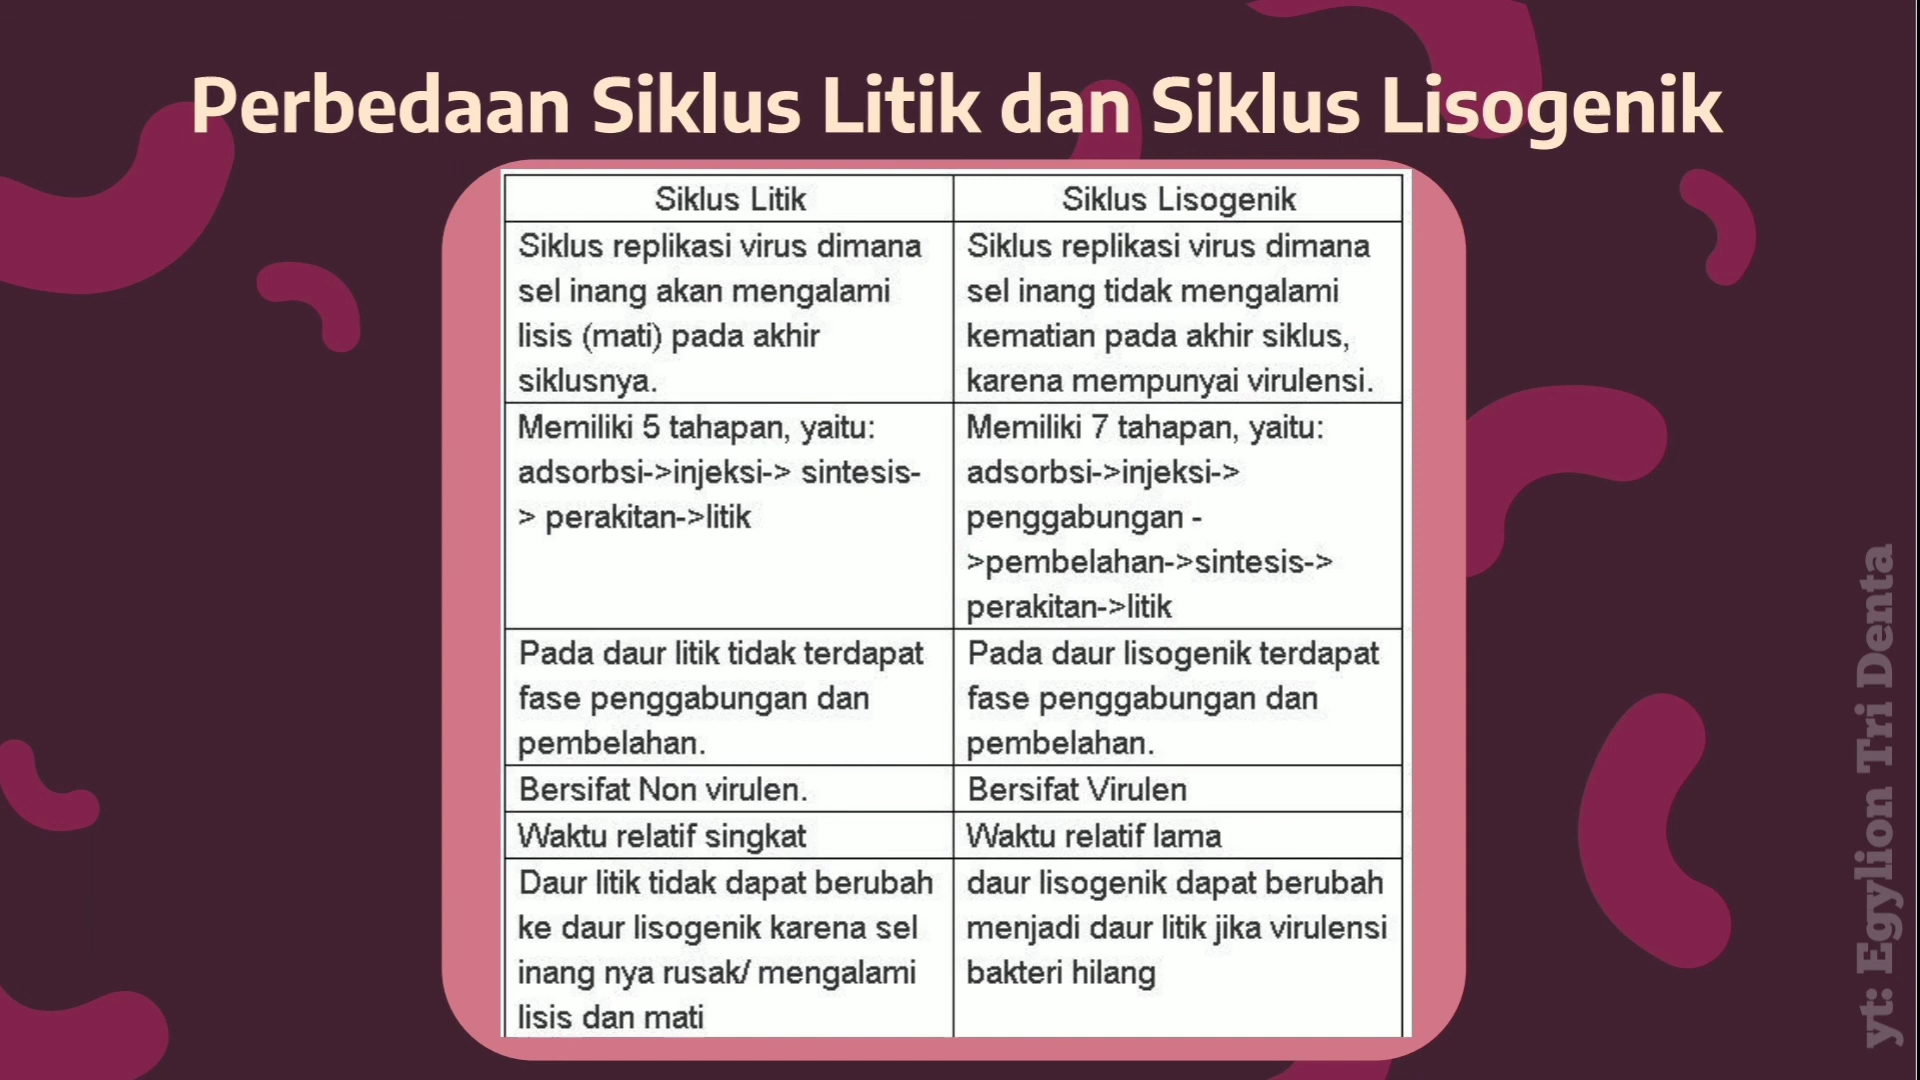 Perbedaan Siklus Litik dan Siklus Lisogenik
Siklus Litik
Siklus Lisogenik
Siklus replikasi virus dimana
sel inang akan mengalami
lisis (mati) pada akhir
siklusnya.
Siklus replikasi virus dimana
sel inang tidak mengalami
kematian pada akhir siklus,
karena mempunyai virulensi.
Memiliki 5 tahapan, yaitu:
adsorbsi->injeksi-> sintesis-
> perakitan->litik
Memiliki 7 tahapan, yaitu:
adsorbsi->injeksi->
penggabungan -
>pembelahan->sintesis->
perakitan->litik
Pada daur litik tidak terdapat
fase penggabungan dan
pembelahan.
Pada daur lisogenik terdapat
fase penggabungan dan
pembelahan.
Bersifat Non virulen.
Bersifat Virulen
Waktu relatif singkat
Waktu relatif lama
Daur litik tidak dapat berubah
ke daur lisogenik karena sel
inang nya rusak/ mengalami
lisis dan mati
daur lisogenik dapat berubah
menjadi daur litik jika virulensi
bakteri hilang
yt: Egylion Tri Denta